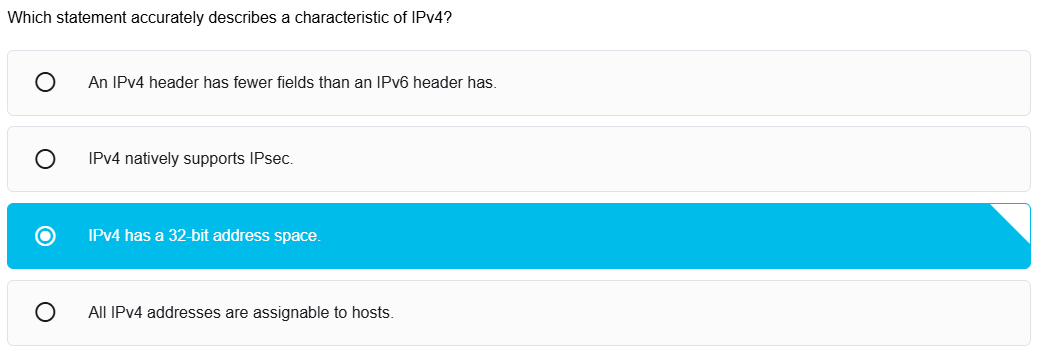 Which statement accurately describes a characteristic of IPv4?
An IPv4 header has fewer fields than an IPv6 header has.
IPv4 natively supports IPsec.
IPv4 has a 32-bit address space.
All IPv4 addresses are assignable to hosts.